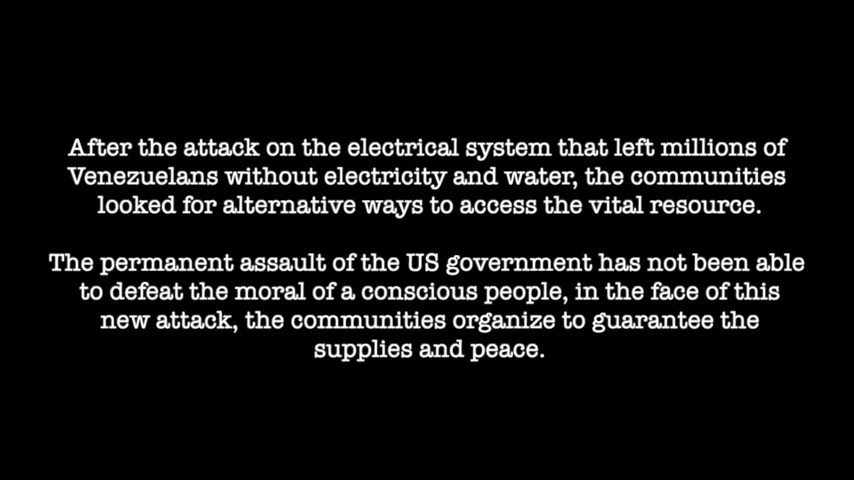 After the attack on the electrical system that left millions of
Venezuelans without electricity and water, the communities
looked for alternative ways to access the vital resource.
The permanent assault of the US government has not been able
to defeat the moral of a conscious people, in the face of this
new attack, the communities organize to guarantee the
supplies and peace.